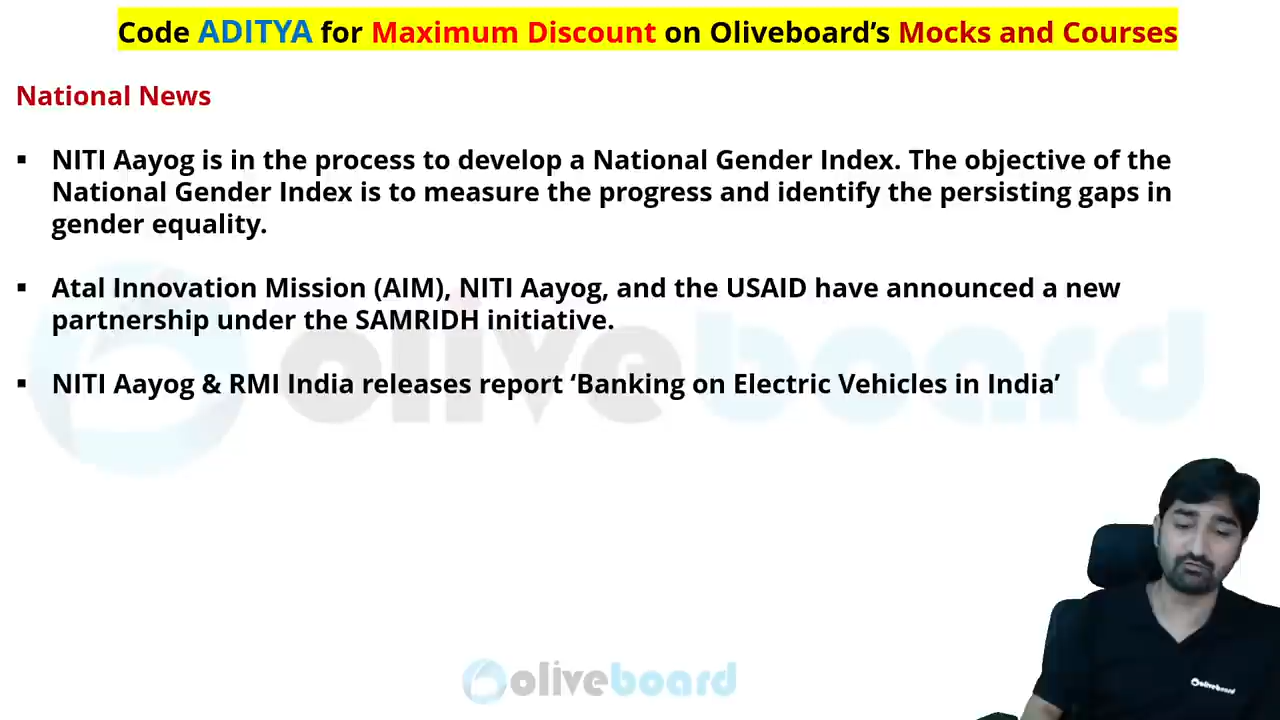 Code ADITYA for Maximum Discount on Oliveboard’s Mocks and Courses
National News
▪ NITI Aayog is in the process to develop a National Gender Index. The objective of the
National Gender Index is to measure the progress and identify the persisting gaps in
gender equality.
▪ Atal Innovation Mission (AIM), NITI Aayog, and the USAID have announced a new
partnership under the SAMRIDH initiative.
▪ NITI Aayog & RMI India releases report ‘Banking on Electric Vehicles in India’
oliveboard
oliveboard
oliveboard